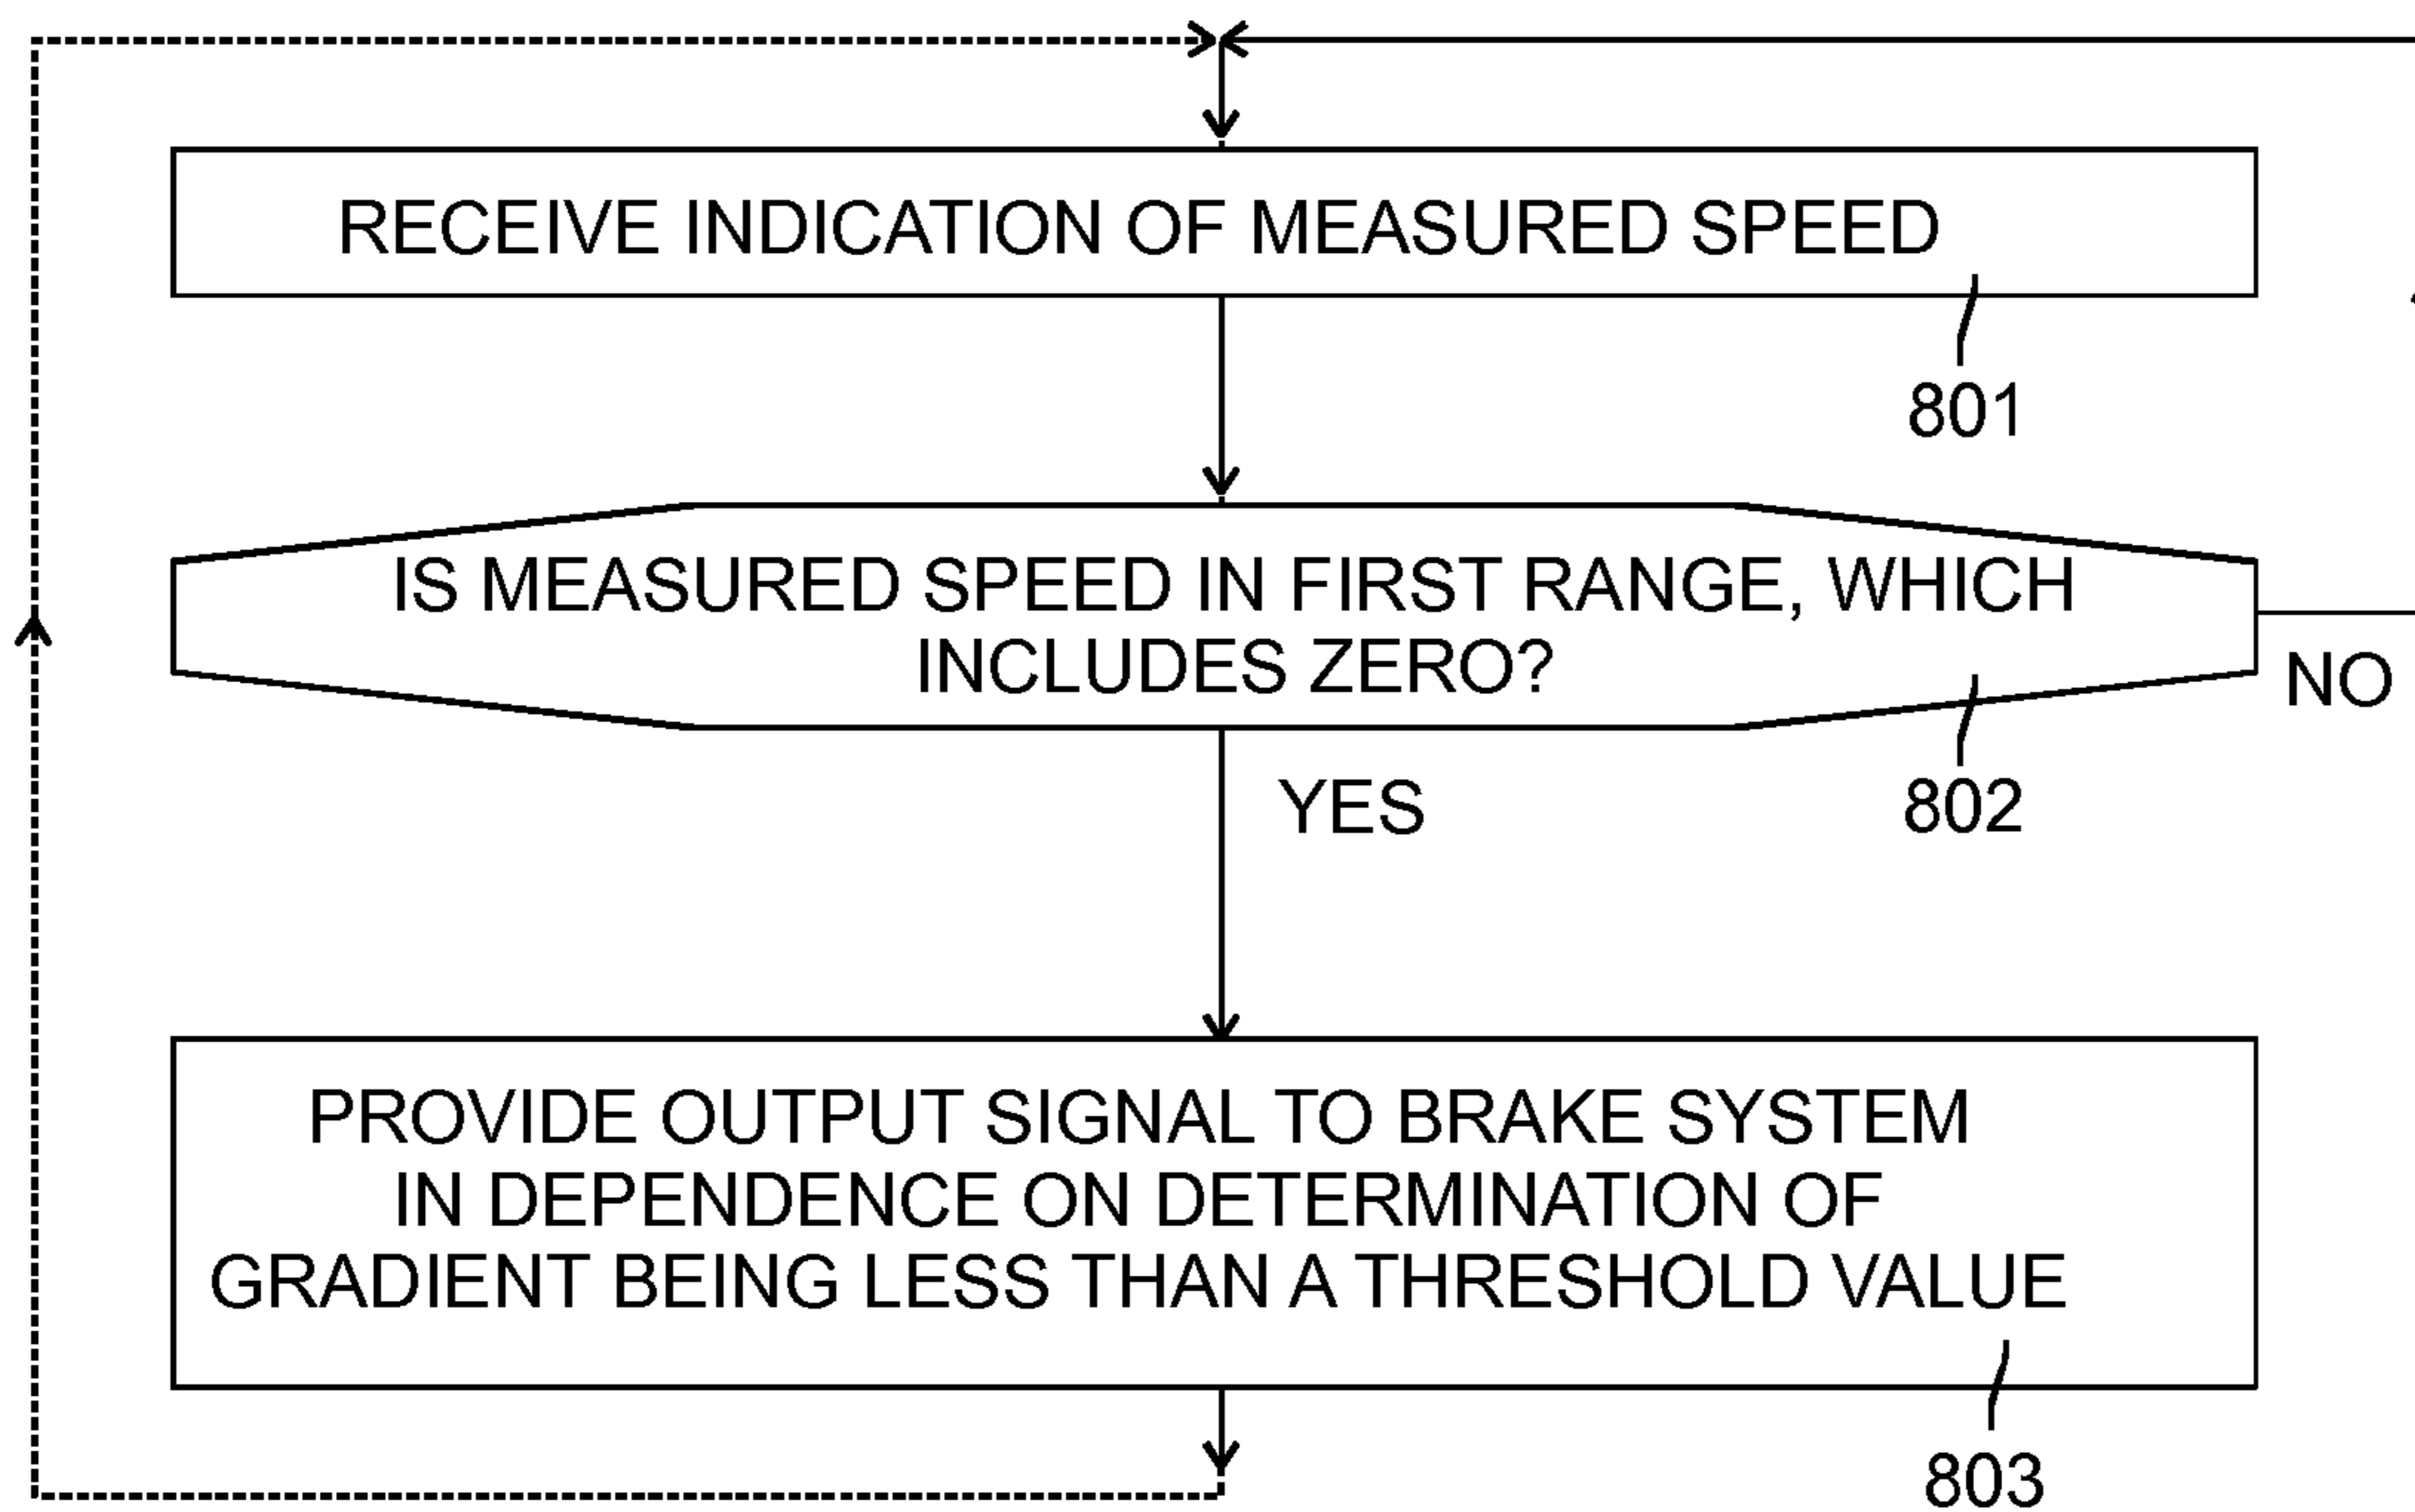 RECEIVE INDICATION OF MEASURED SPEED
801
IS MEASURED SPEED IN FIRST RANGE, WHICH
INCLUDES ZERO?
NO
802
YES
PROVIDE OUTPUT SIGNAL TO BRAKE SYSTEM
IN DEPENDENCE ON DETERMINATION OF
GRADIENT BEING LESS THAN A THRESHOLD VALUE
803